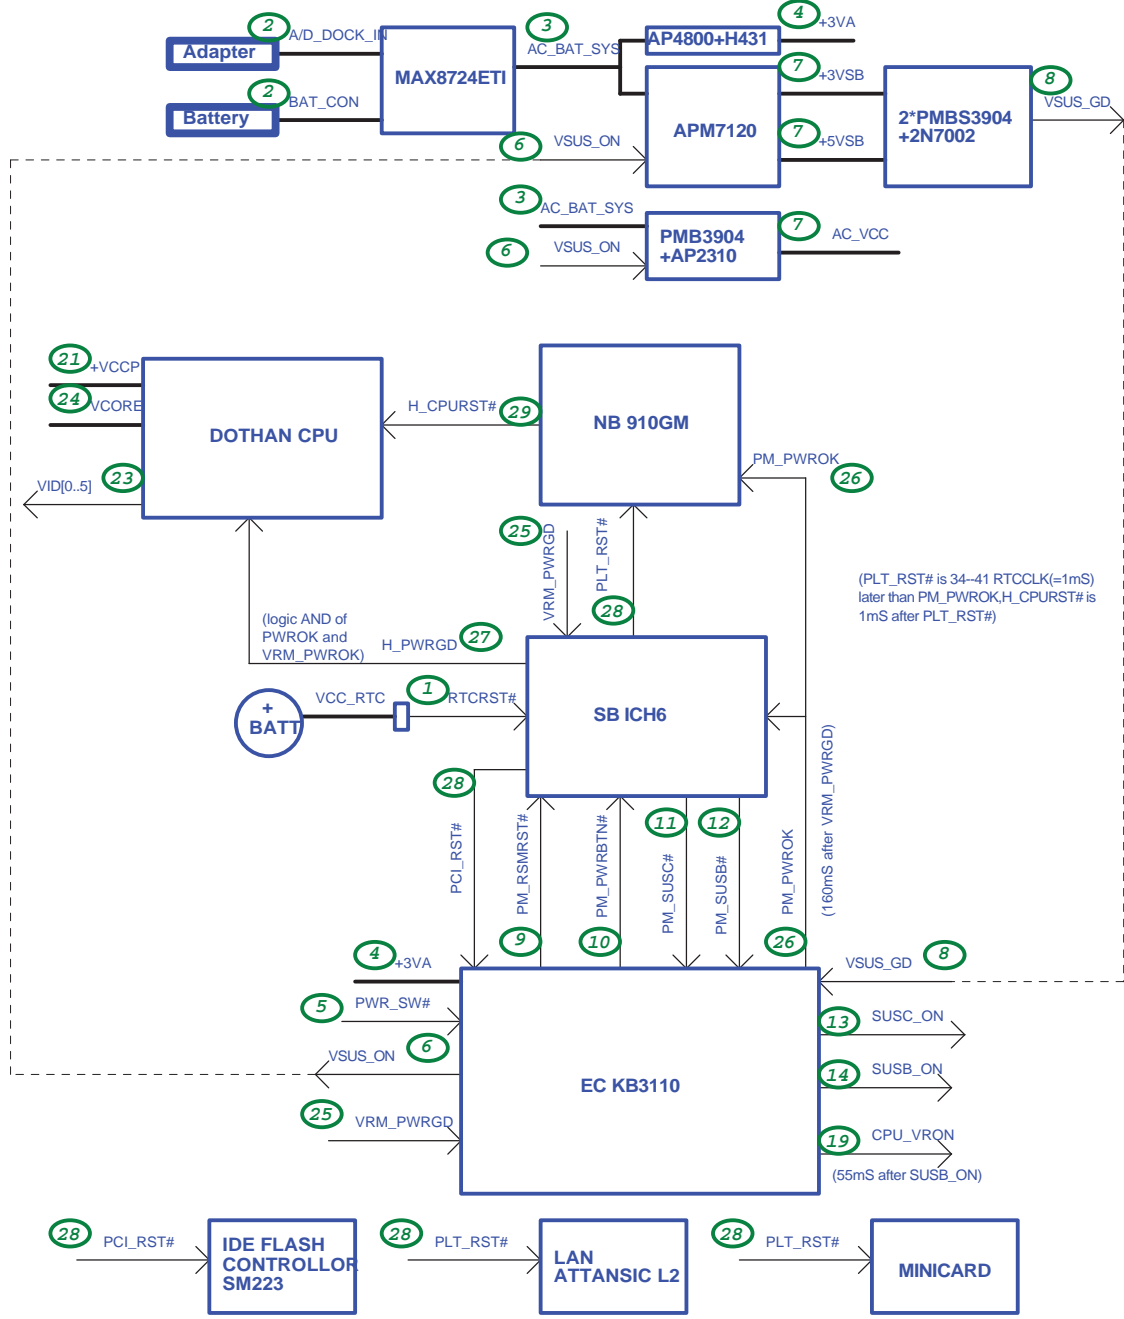 2
A/D_DOCK_IN
Adapter
2
BAT_CON
Battery
MAX8724ETI
3
AC_BAT_SYS
4
+3VA
AP4800+H431
7
+3VSB
APM7120
7
+5VSB
8
VSUS_GD
2*PMBS3904
+2N7002
6
VSUS_ON
3
AC_BAT_SYS
6
VSUS_ON
PMB3904
+AP2310
7
AC_VCC
21
+VCCP
24
VCORE
23
VID[0..5]
DOTHAN CPU
H_CPURST#
29
NB 910GM
PM_PWROK
26
25
VRM_PWRGD
PLT_RST#
28
(PLT_RST# is 34--41 RTCCLK(=1mS)
later than PM_PWROK,H_CPURST# is
1mS after PLT_RST#)
(logic AND of
PWROK and
VRM_PWROK)
H_PWRGD
27
+
BATT
VCC_RTC
1
RTCRST#
SB ICH6
28
PCI_RST#
PM_RSMRST#
9
PM_PWRBTN#
10
11
PM_SUSC#
12
PM_SUSB#
PM_PWROK
26
(160mS after VRM_PWRGD)
4
+3VA
5
PWR_SW#
6
VSUS_ON
25
VRM_PWRGD
EC KB3110
VSUS_GD
8
13
SUSC_ON
14
SUSB_ON
19
CPU_VRON
(55mS after SUSB_ON)
28
PCI_RST#
IDE FLASH
CONTROLLOR
SM223
28
PLT_RST#
LAN
ATTANSIC L2
28
PLT_RST#
MINICARD